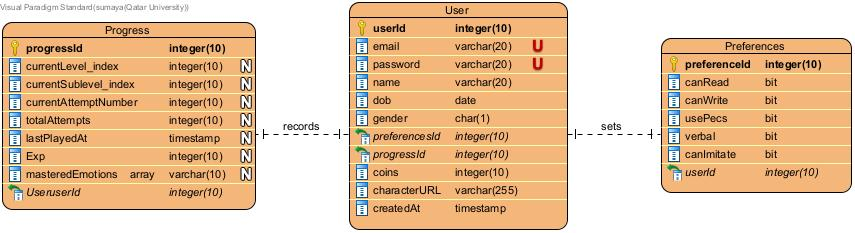 Visual Paradigm Standard(sumaya(Qatar University))
Progress
progressId integer(10)
currentLevel_index integer(10) N
currentSublevel_index integer(10) N
currentAttemptNumber integer(10) N
totalAttempts integer(10) N
lastPlayedAt timestamp N
Exp integer(10) N
masteredEmotions array varchar(10) N
UseruserId integer(10)
records
User
userId integer(10)
email varchar(20) U
password varchar(20) U
name varchar(20)
dob date
gender char(1)
preferencesId integer(10)
progressId integer(10)
coins integer(10)
characterURL varchar(255)
createdAt timestamp
sets
Preferences
preferenceId integer(10)
canRead bit
canWrite bit
usePecs bit
verbal bit
canImitate bit
userId integer(10)